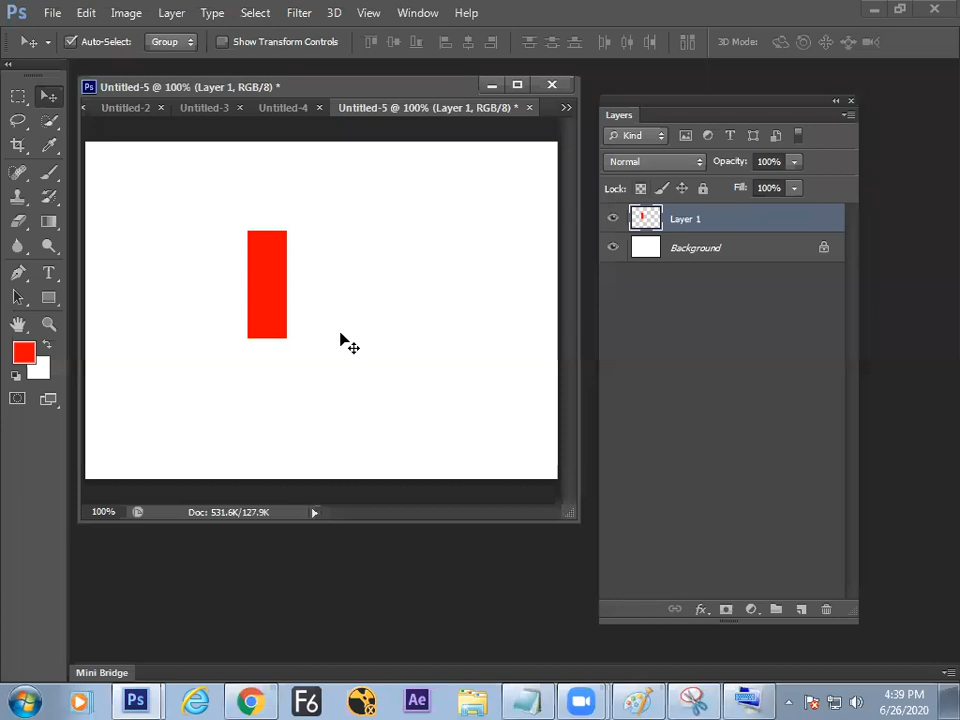 Ps File Edit Image Layer Type Select Filter 3D View Window Help
Auto-Select: Group Show Transform Controls 3D Mode:
Ps Untitled-5 @ 100% (Layer 1, RGB/8) *
Untitled-2 Untitled-3 Untitled-4 Untitled-5 @ 100% (Layer 1, RGB/8) *
Layers
Kind
Normal Opacity: 100%
Lock: Fill: 100%
Layer 1
Background
T
100% Doc: 531.6K/127.9K
fx
Mini Bridge
Ps F6 Ae
4:39 PM
6/26/2020